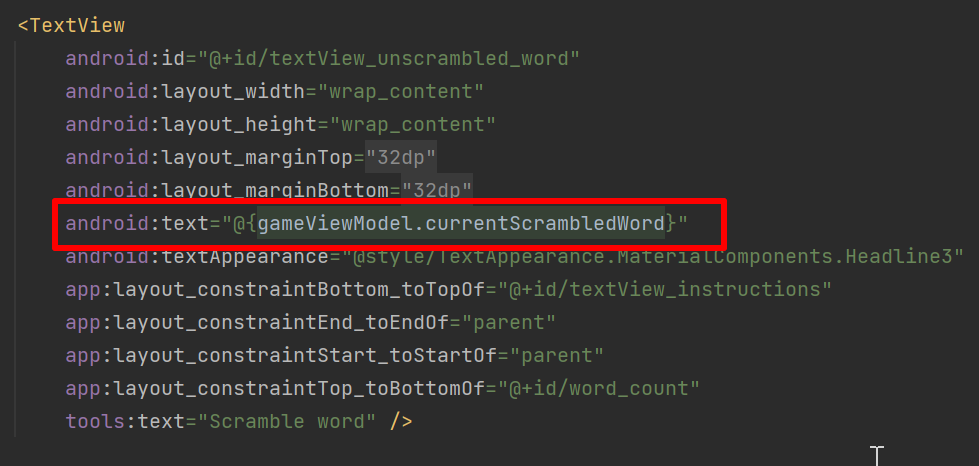 <TextView
android:id="@+id/textView_unscrambled_word"
android:layout_width="wrap_content"
android:layout_height="wrap_content"
android:layout_marginTop="32dp"
android:layout_marginBottom="32dp"
android:text="@{gameViewModel.currentScrambledWord}"
android:textAppearance="@style/TextAppearance.MaterialComponents.Headline3"
app:layout_constraintBottom_toTopOf="@+id/textView_instructions"
app:layout_constraintEnd_toEndOf="parent"
app:layout_constraintStart_toStartOf="parent"
app:layout_constraintTop_toBottomOf="@+id/word_count"
tools:text="Scramble word" />